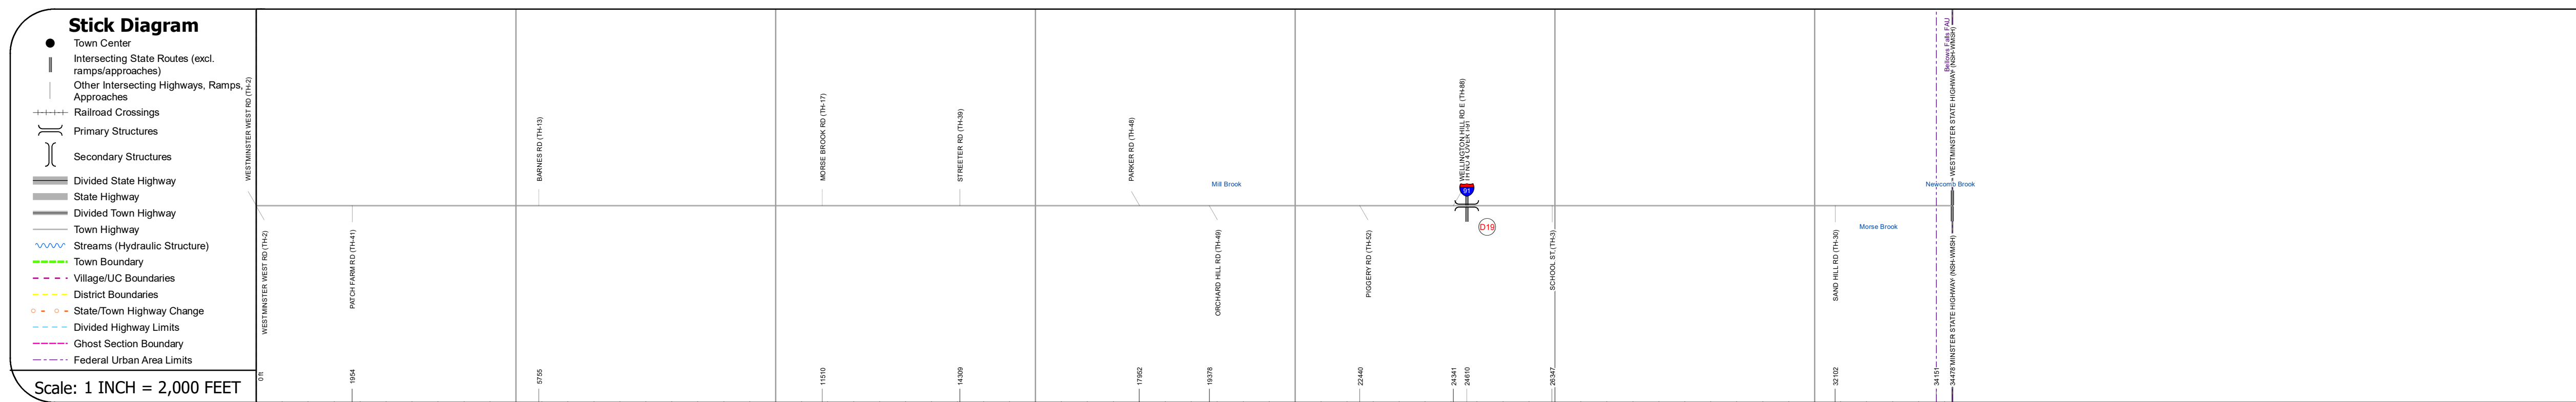 Stick Diagram
Town Center
Intersecting State Routes (excl.
ramps/approaches)
Other Intersecting Highways, Ramps,
Approaches
Railroad Crossings
Primary Structures
Secondary Structures
Divided State Highway
State Highway
Divided Town Highway
Town Highway
Streams (Hydraulic Structure)
Town Boundary
Village/UC Boundaries
District Boundaries
State/Town Highway Change
Divided Highway Limits
Ghost Section Boundary
Federal Urban Area Limits
Scale: 1 INCH = 2,000 FEET
WESTMINSTER WEST RD (TH-2)
WESTMINSTER WEST RD (TH-2)
PATCH FARM RD (TH-41)
BARNES RD (TH-13)
MORSE BROOK RD (TH-17)
STREETER RD (TH-39)
PARKER RD (TH-48)
Mill Brook
ORCHARD HILL RD (TH-49)
PIGGERY RD (TH-52)
WELLINGTON HILL RD E (TH-88)
91
D19
SCHOOL ST (TH-3)
SAND HILL RD (TH-30)
Morse Brook
Newcomb Brook
Bellows Falls FAU
WESTMINSTER STATE HIGHWAY (NSH-WMSH)
MINSTER STATE HIGHWAY (NSH-WMSH)
0 ft
1954
5755
11510
14309
17952
19378
22440
24341
24610
26347
32102
34151
34478